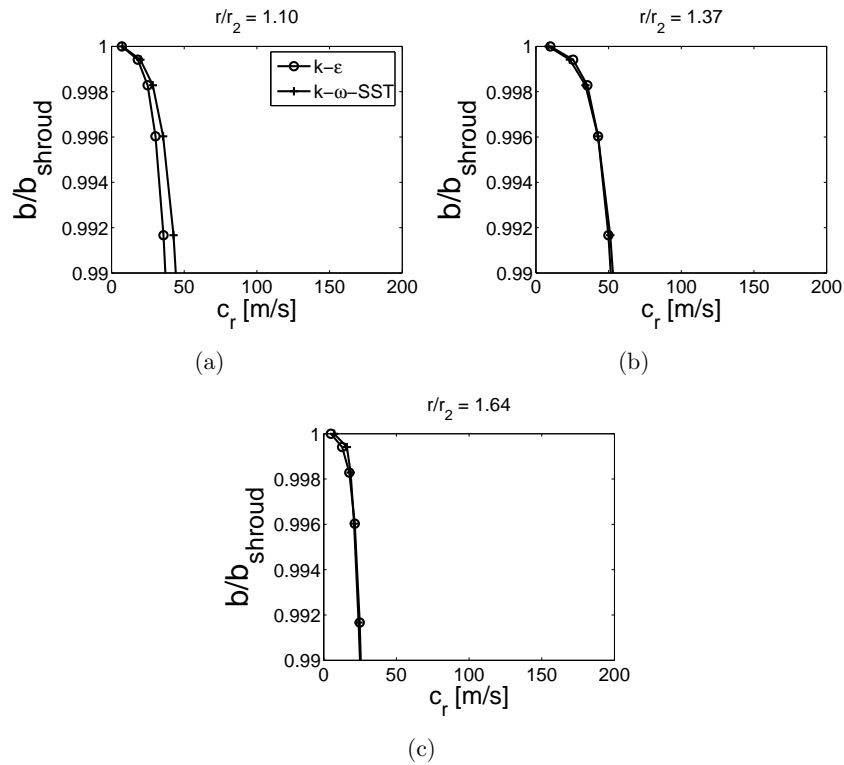 r/r2 = 1.10
1
0.998
0.996
0.994
0.992
0.99
b/bshroud
k−ε
k−ω−SST
0 50 100 150 200
cr [m/s]
(a)
r/r2 = 1.37
1
0.998
0.996
0.994
0.992
0.99
b/bshroud
0 50 100 150 200
cr [m/s]
(b)
r/r2 = 1.64
1
0.998
0.996
0.994
0.992
0.99
b/bshroud
0 50 100 150 200
cr [m/s]
(c)